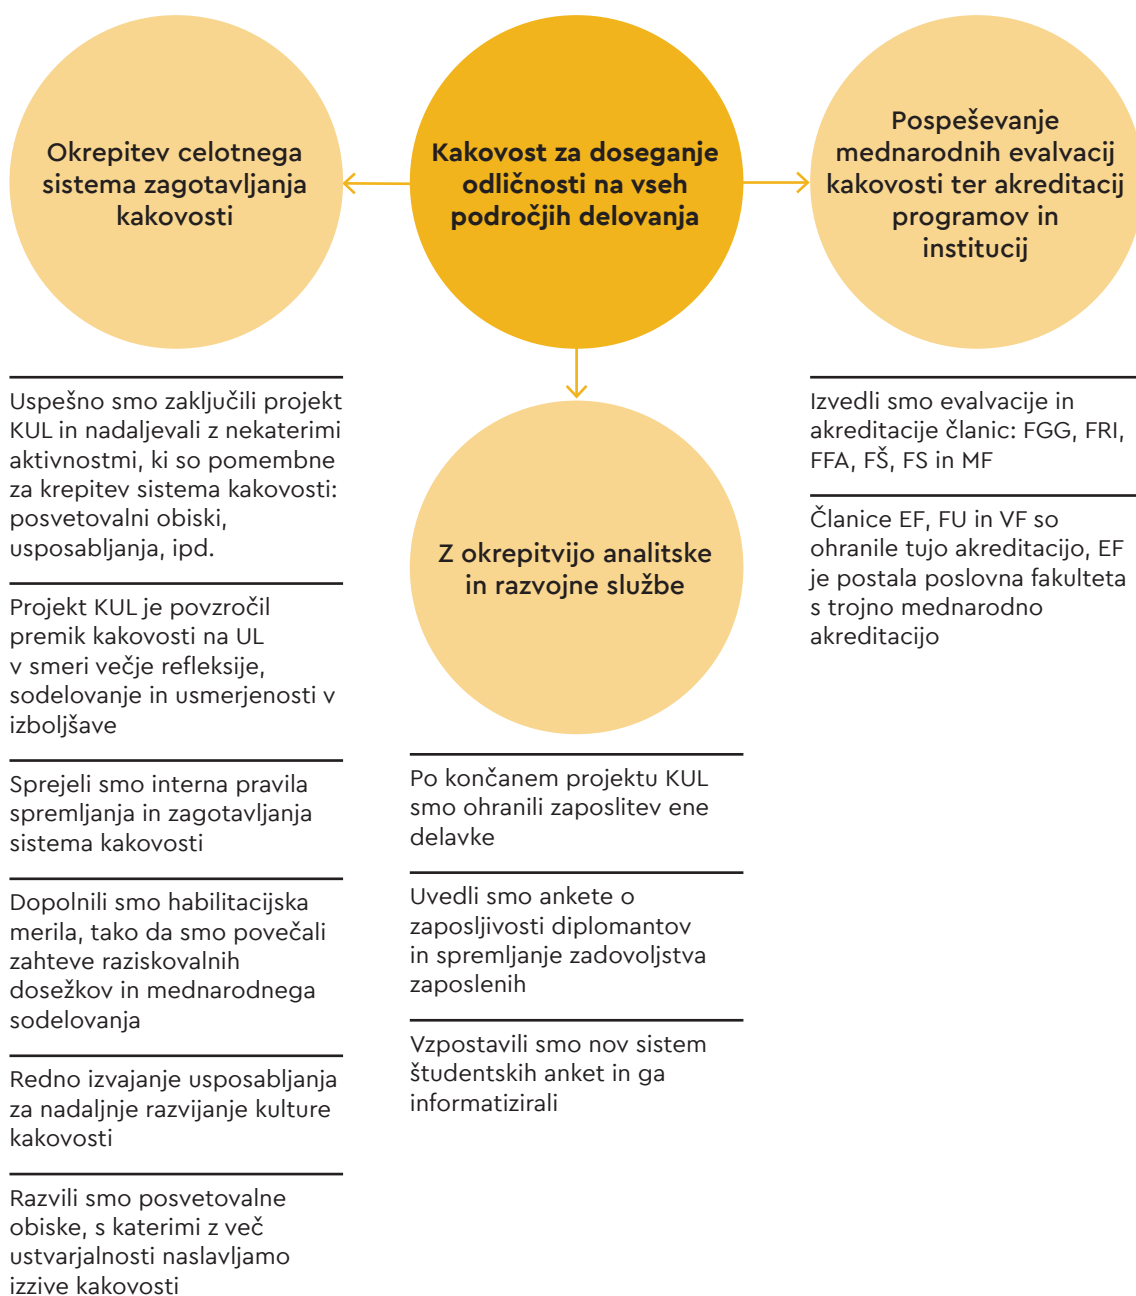 Okrepitev celotnega
sistema zagotavljanja
kakovosti
Kakovost za doseganje
odličnosti na vseh
področjih delovanja
Pospeševanje
mednarodnih evalvacij
kakovosti ter akreditacij
programov in
institucij
Uspešno smo zaključili projekt
KUL in nadaljevali z nekaterimi
aktivnostmi, ki so pomembne
za krepitev sistema kakovosti:
posvetovalni obiski,
usposabljanja, ipd.
Projekt KUL je povzročil
premik kakovosti na UL
v smeri večje refleksije,
sodelovanje in usmerjenosti v
izboljšave
Sprejeli smo interna pravila
spremljanja in zagotavljanja
sistema kakovosti
Dopolnili smo habilitacijska
merila, tako da smo povečali
zahteve raziskovalnih
dosežkov in mednarodnega
sodelovanja
Redno izvajanje usposabljanja
za nadaljnje razvijanje kulture
kakovosti
Razvili smo posvetovalne
obiske, s katerimi z več
ustvarjalnosti naslavljamo
izzive kakovosti
Z okrepitvijo analitske
in razvojne službe
Po končanem projektu KUL
smo ohranili zaposlitev ene
delavke
Uvedli smo ankete o
zaposljivosti diplomantov
in spremljanje zadovoljstva
zaposlenih
Vzpostavili smo nov sistem
študentskih anket in ga
informatizirali
Izvedli smo evalvacije in
akreditacije članic: FGG, FRI,
FFA, FŠ, FS in MF
Članice EF, FU in VF so
ohranile tujo akreditacijo, EF
je postala poslovna fakulteta
s trojno mednarodno
akreditacijo